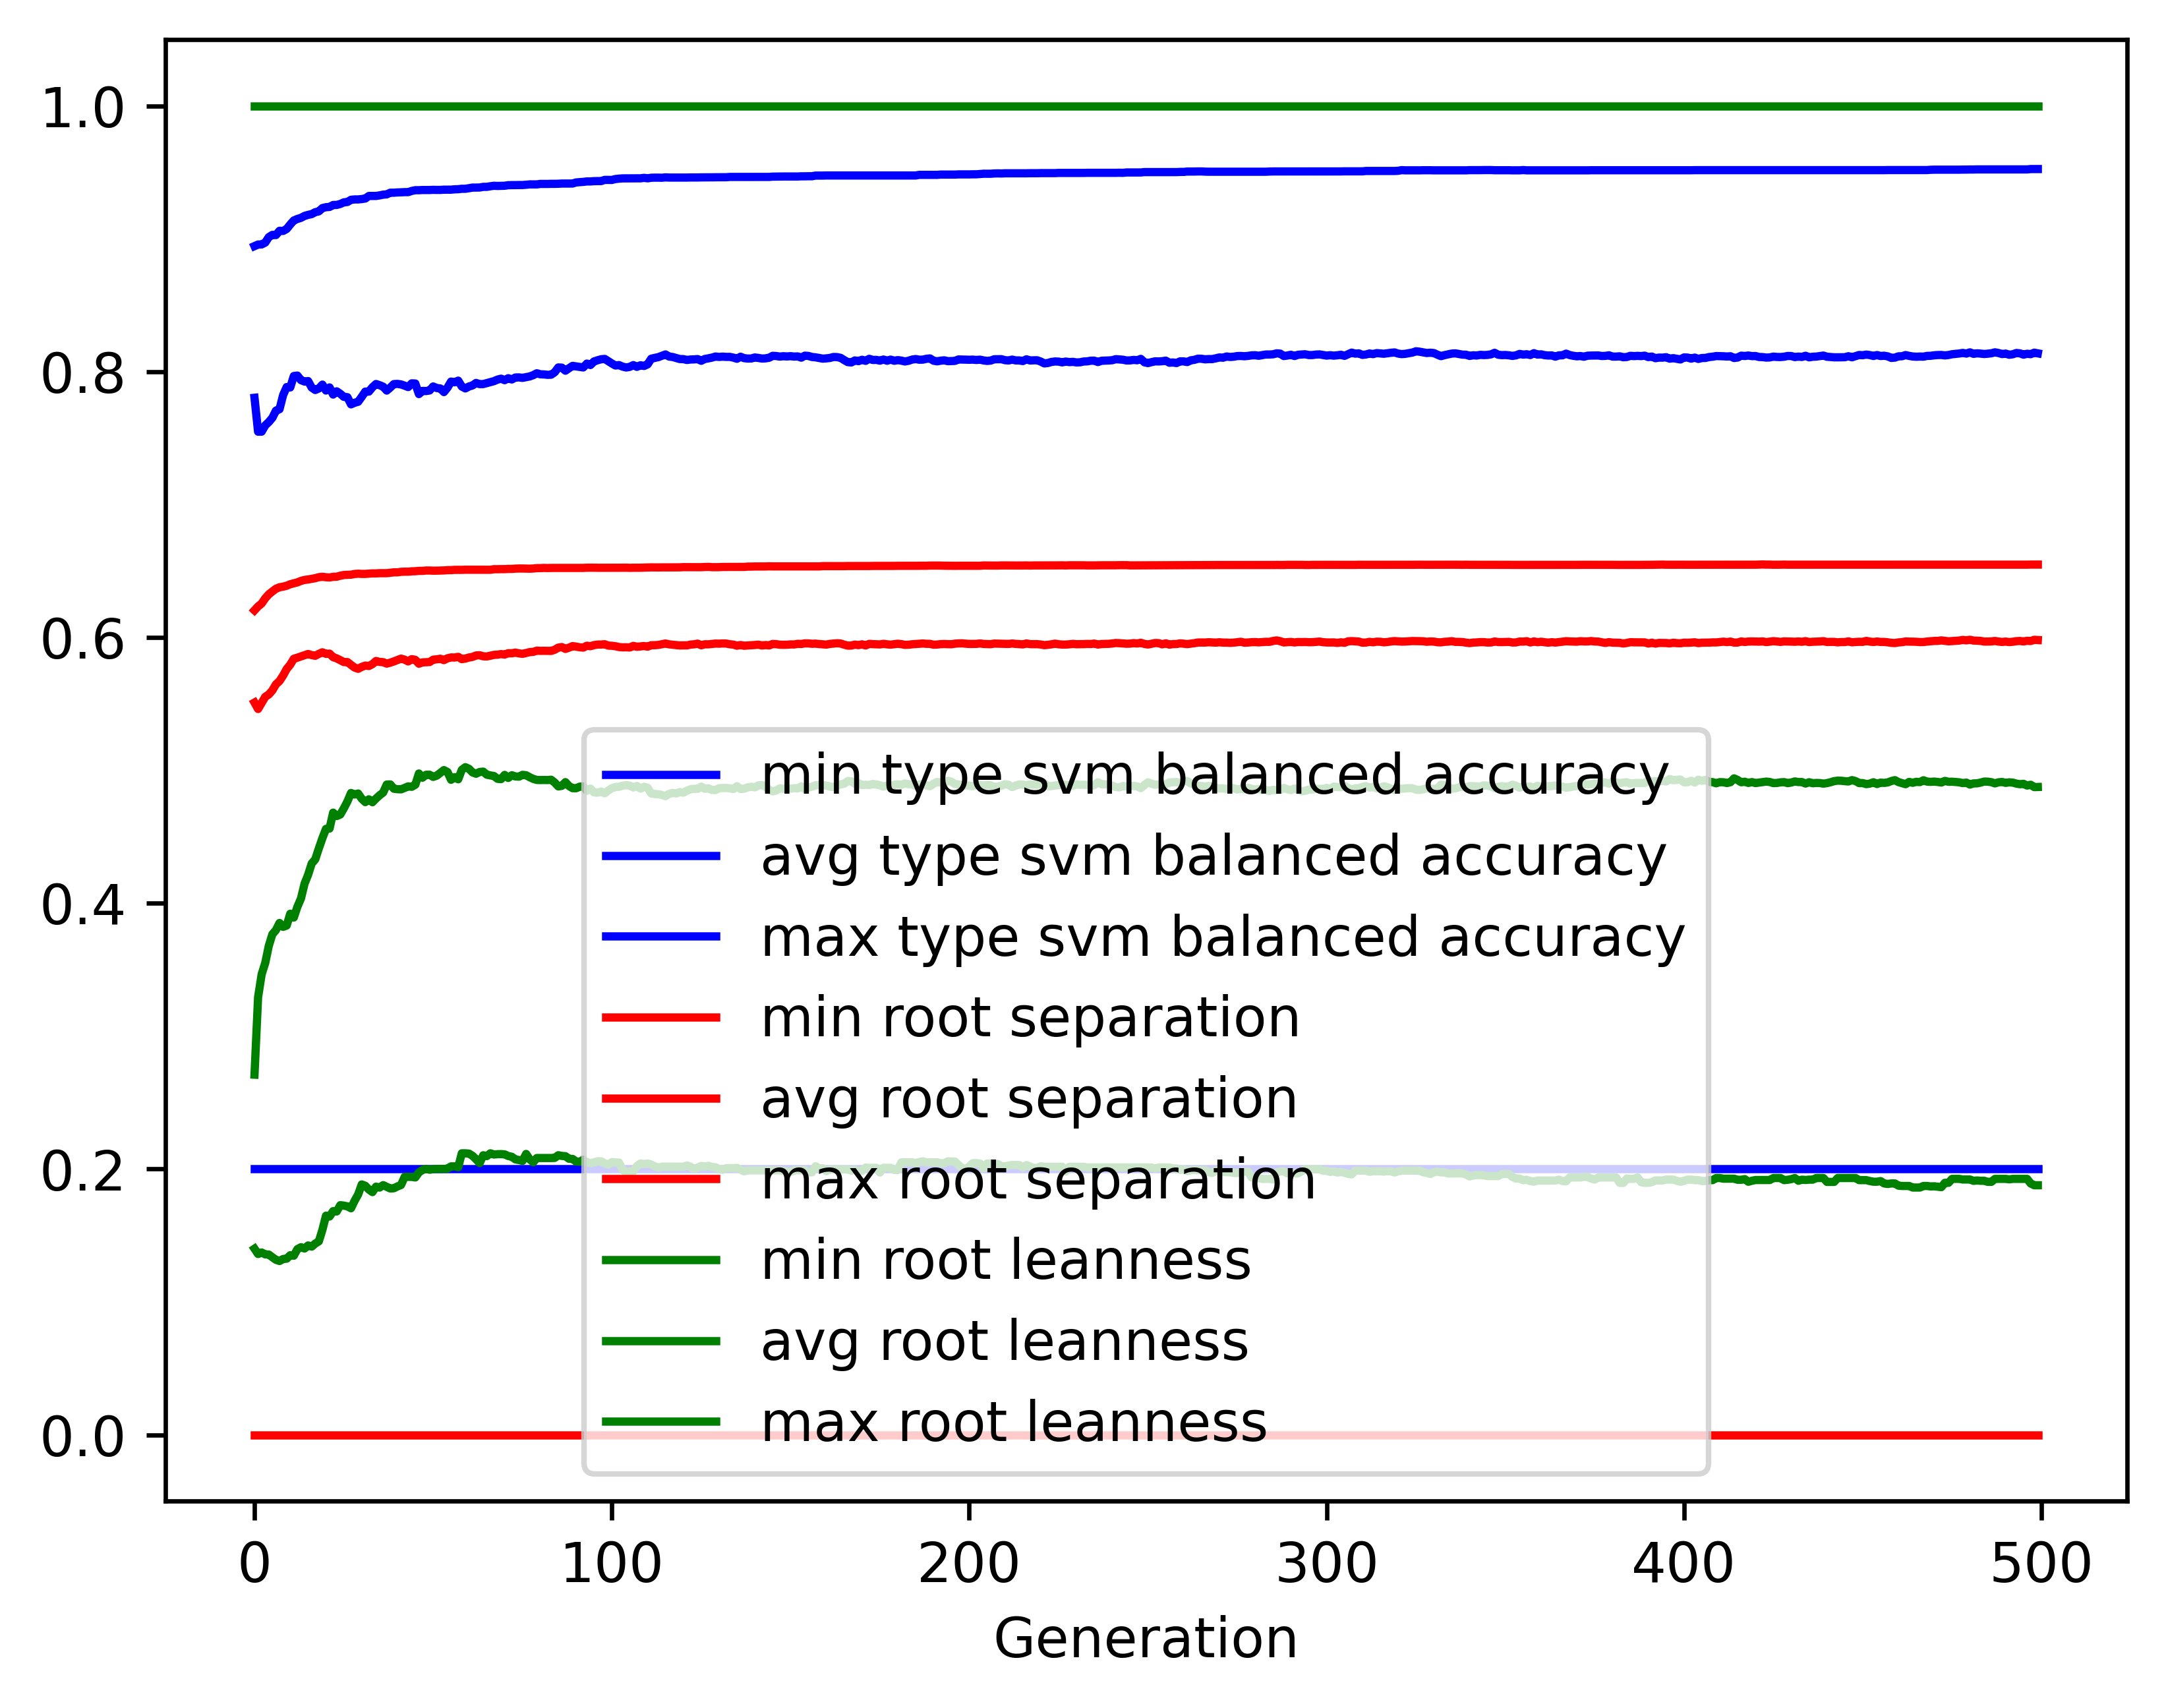 1.0
0.8
0.6
0.4
0.2
0.0
min type svm balanced accuracy
avg type svm balanced accuracy
max type svm balanced accuracy
min root separation
avg root separation
max root separation
min root leanness
avg root leanness
max root leanness
0 100 200 300 400 500
Generation